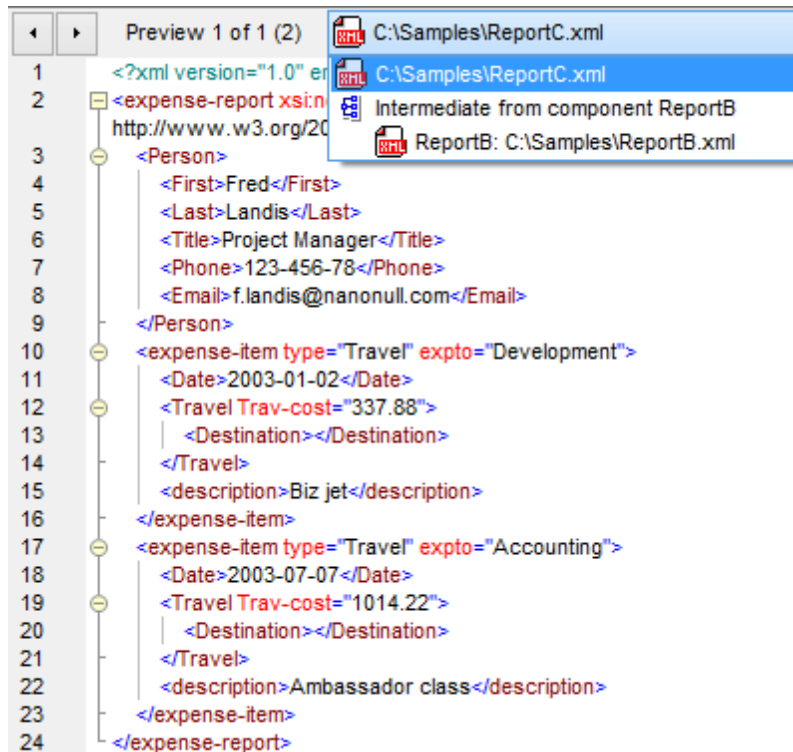 Preview 1 of 1 (2) C:\Samples\ReportC.xml
C:\Samples\ReportC.xml
Intermediate from component ReportB
ReportB: C:\Samples\ReportB.xml
1 <?xml version="1.0" er
2 <expense-report xsi:n
http://www.w3.org/20
3 <Person>
4 <First>Fred</First>
5 <Last>Landis</Last>
6 <Title>Project Manager</Title>
7 <Phone>123-456-78</Phone>
8 <Email>f.landis@nanonull.com</Email>
9 </Person>
10 <expense-item type="Travel" expto="Development">
11 <Date>2003-01-02</Date>
12 <Travel Trav-cost="337.88">
13 <Destination></Destination>
14 </Travel>
15 <description>Biz jet</description>
16 </expense-item>
17 <expense-item type="Travel" expto="Accounting">
18 <Date>2003-07-07</Date>
19 <Travel Trav-cost="1014.22">
20 <Destination></Destination>
21 </Travel>
22 <description>Ambassador class</description>
23 </expense-item>
24 </expense-report>